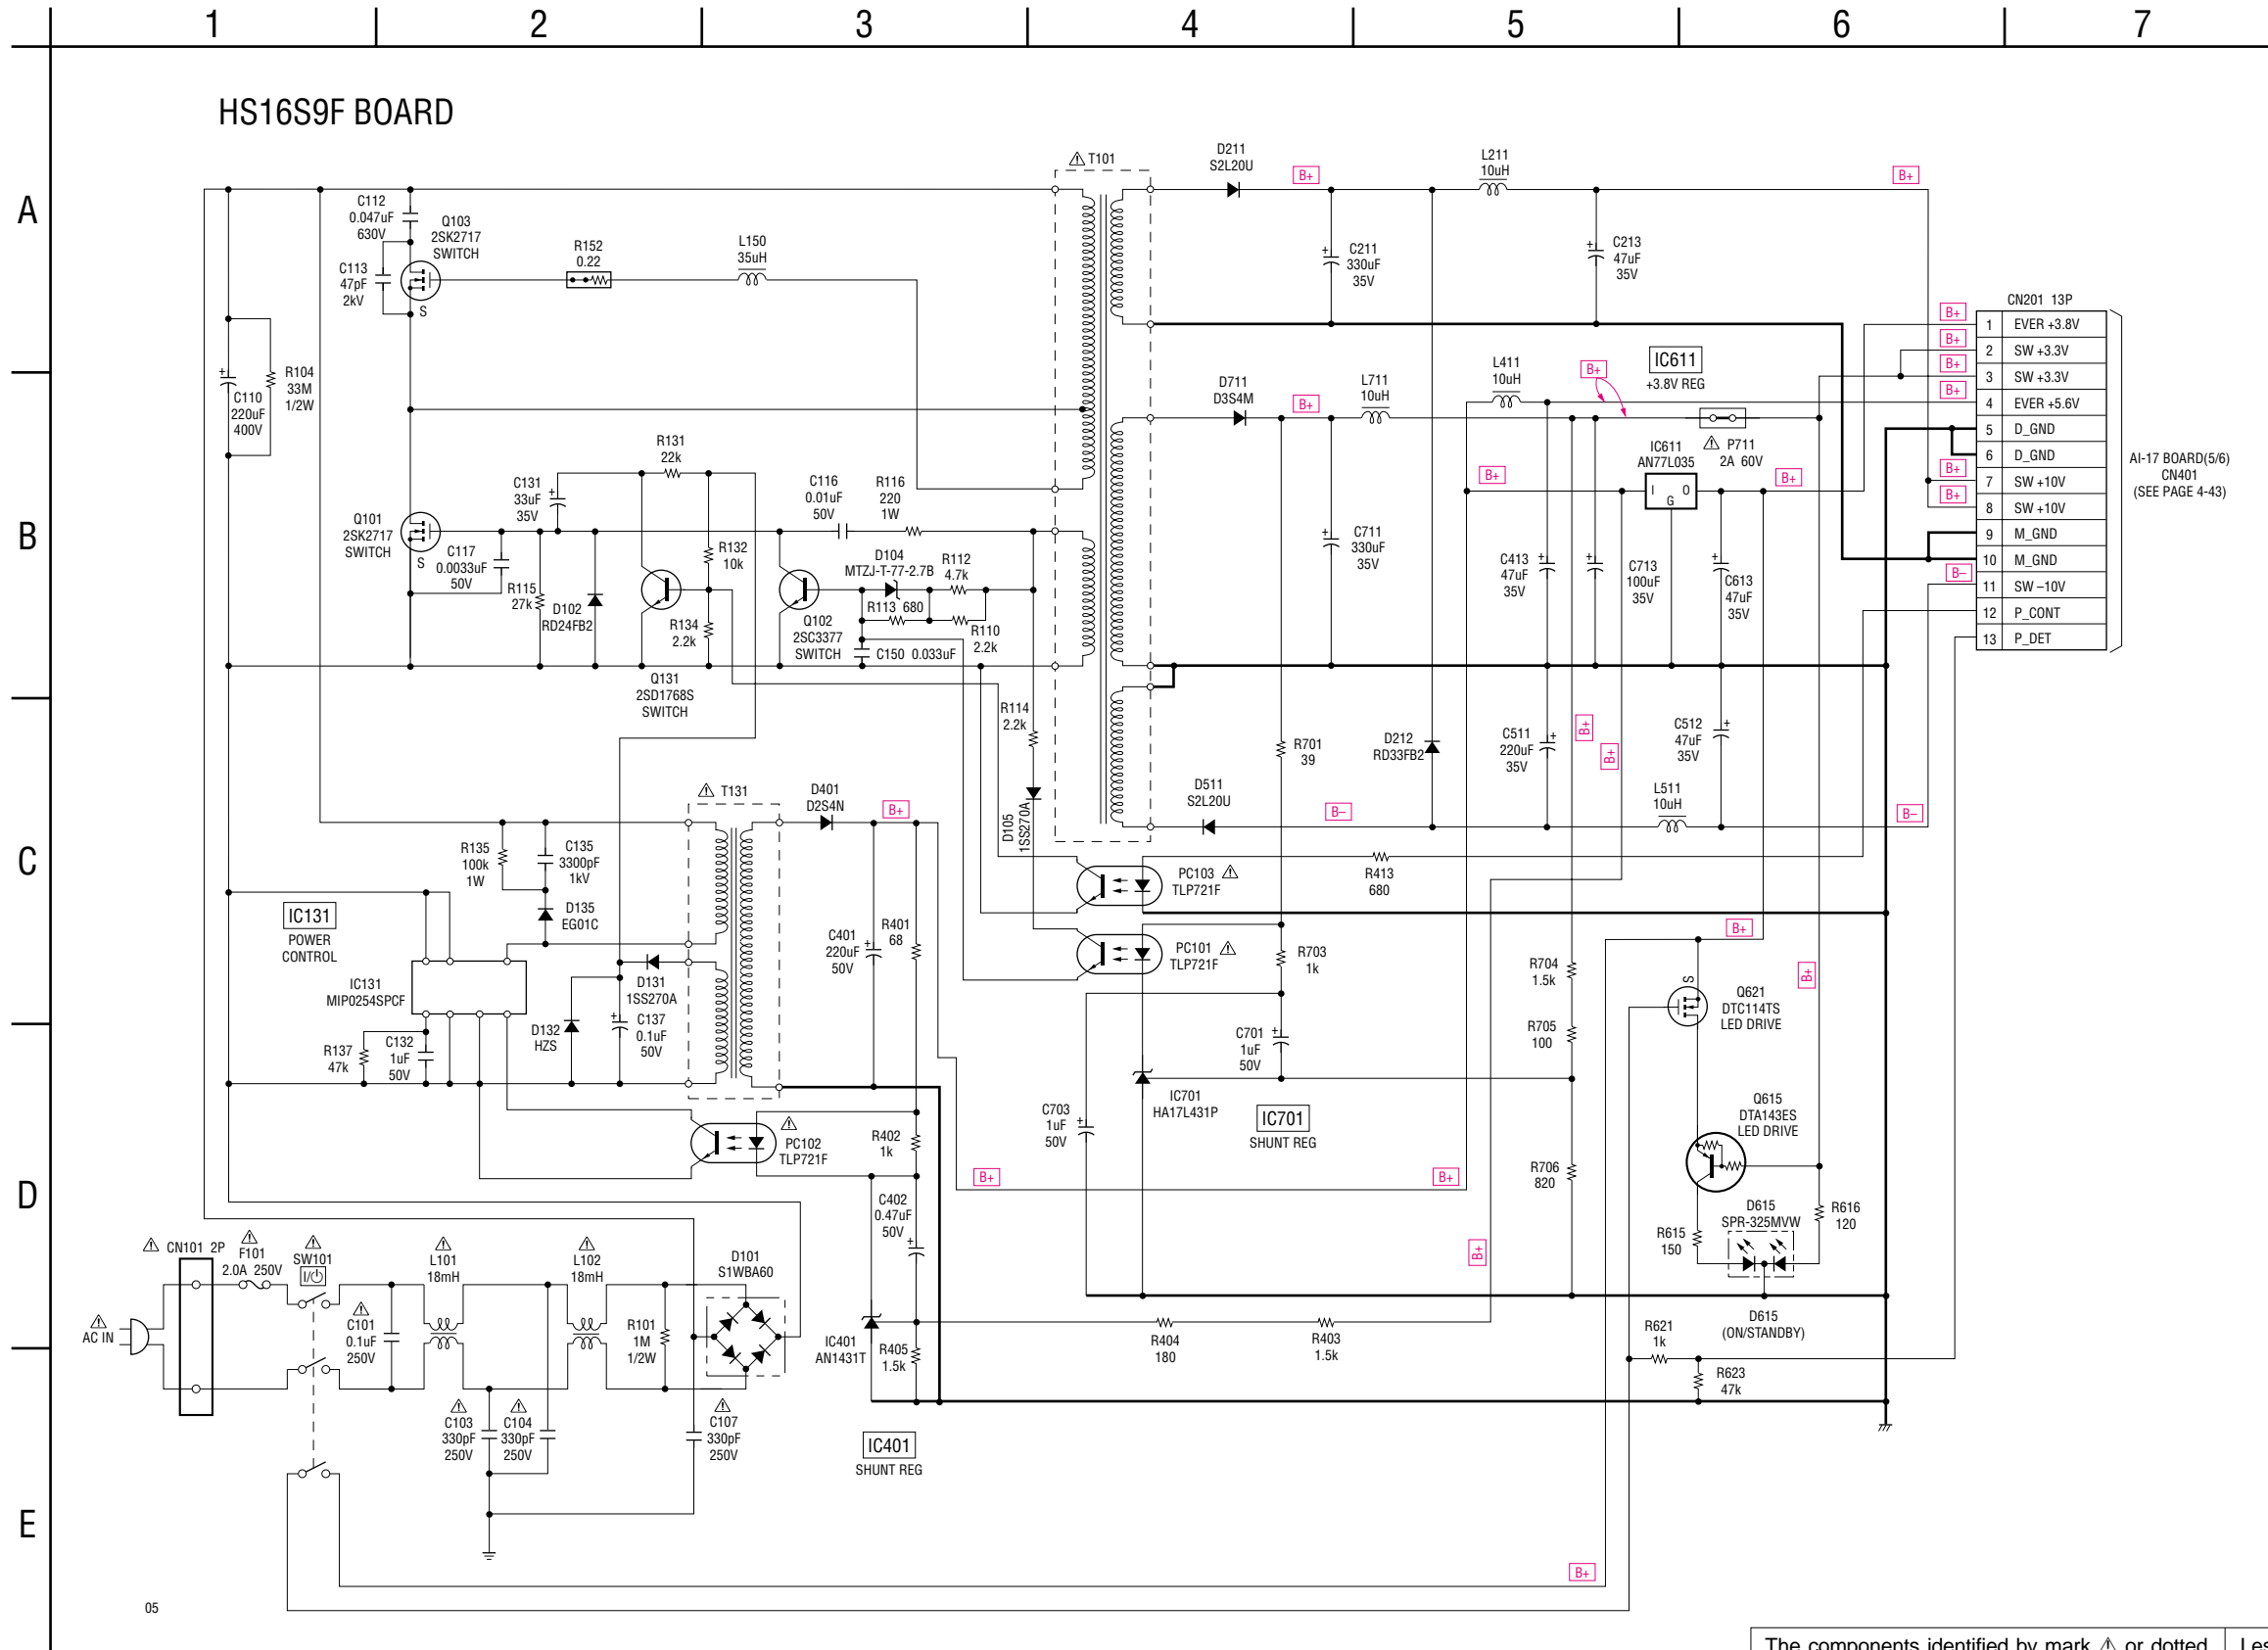 1 2 3 4 5 6 7
HS16S9F BOARD
A
B
C
D
E
C112
0.047uF
630V
Q103
2SK2717
SWITCH
S
C113
47pF
2kV
R152
0.22
L150
35uH
T101
D211
S2L20U
B+
L211
10uH
B+
C211
330uF
35V
C213
47uF
35V
R104
33M
1/2W
C110
220uF
400V
R131
22k
C131
33uF
35V
C116
0.01uF
50V
R116
220
1W
Q101
2SK2717
SWITCH
S
C117
0.0033uF
50V
R115
27k
D102
RD24FB2
R132
10k
R134
2.2k
Q131
2SD1768S
SWITCH
D104
MTZJ-T-77-2.7B
R112
4.7k
R113 680
R110
2.2k
Q102
2SC3377
SWITCH
C150 0.033uF
R114
2.2k
D105
1SS270A
D711
D3S4M
B+
L711
10uH
L411
10uH
B+
IC611
+3.8V REG
P711
2A 60V
IC611
AN77L035
I O
G
B+
B+
C711
330uF
35V
C413
47uF
35V
C713
100uF
35V
C613
47uF
35V
R701
39
D212
RD33FB2
C511
220uF
35V
B+
B+
C512
47uF
35V
D511
S2L20U
B–
L511
10uH
B–
CN201 13P
B+ 1 EVER +3.8V
B+ 2 SW +3.3V
B+ 3 SW +3.3V
B+ 4 EVER +5.6V
5 D_GND
6 D_GND
B+ 7 SW +10V
B+ 8 SW +10V
9 M_GND
10 M_GND
B– 11 SW –10V
12 P_CONT
13 P_DET
AI-17 BOARD(5/6)
CN401
(SEE PAGE 4-43)
T131
D401
D2S4N
B+
R135
100k
1W
C135
3300pF
1kV
D135
EG01C
IC131
POWER
CONTROL
IC131
MIP0254SPCF
D131
1SS270A
C137
0.1uF
50V
D132
HZS
R137
47k
C132
1uF
50V
C401
220uF
50V
R401
68
PC103
TLP721F
R413
680
PC101
TLP721F
R703
1k
C701
1uF
50V
IC701
HA17L431P
IC701
SHUNT REG
C703
1uF
50V
R704
1.5k
R705
100
R706
820
B+
B+
S
Q621
DTC114TS
LED DRIVE
Q615
DTA143ES
LED DRIVE
D615
SPR-325MVW
R615
150
R616
120
D615
(ON/STANDBY)
PC102
TLP721F
R402
1k
C402
0.47uF
50V
B+
B+
B+
IC401
AN1431T
R405
1.5k
R404
180
R403
1.5k
R621
1k
R623
47k
IC401
SHUNT REG
AC IN
CN101 2P
F101
2.0A 250V
SW101
I/
C101
0.1uF
250V
L101
18mH
L102
18mH
R101
1M
1/2W
D101
S1WBA60
C103
330pF
250V
C104
330pF
250V
C107
330pF
250V
B+
05
The components identified by mark ⚠ or dotted
Les